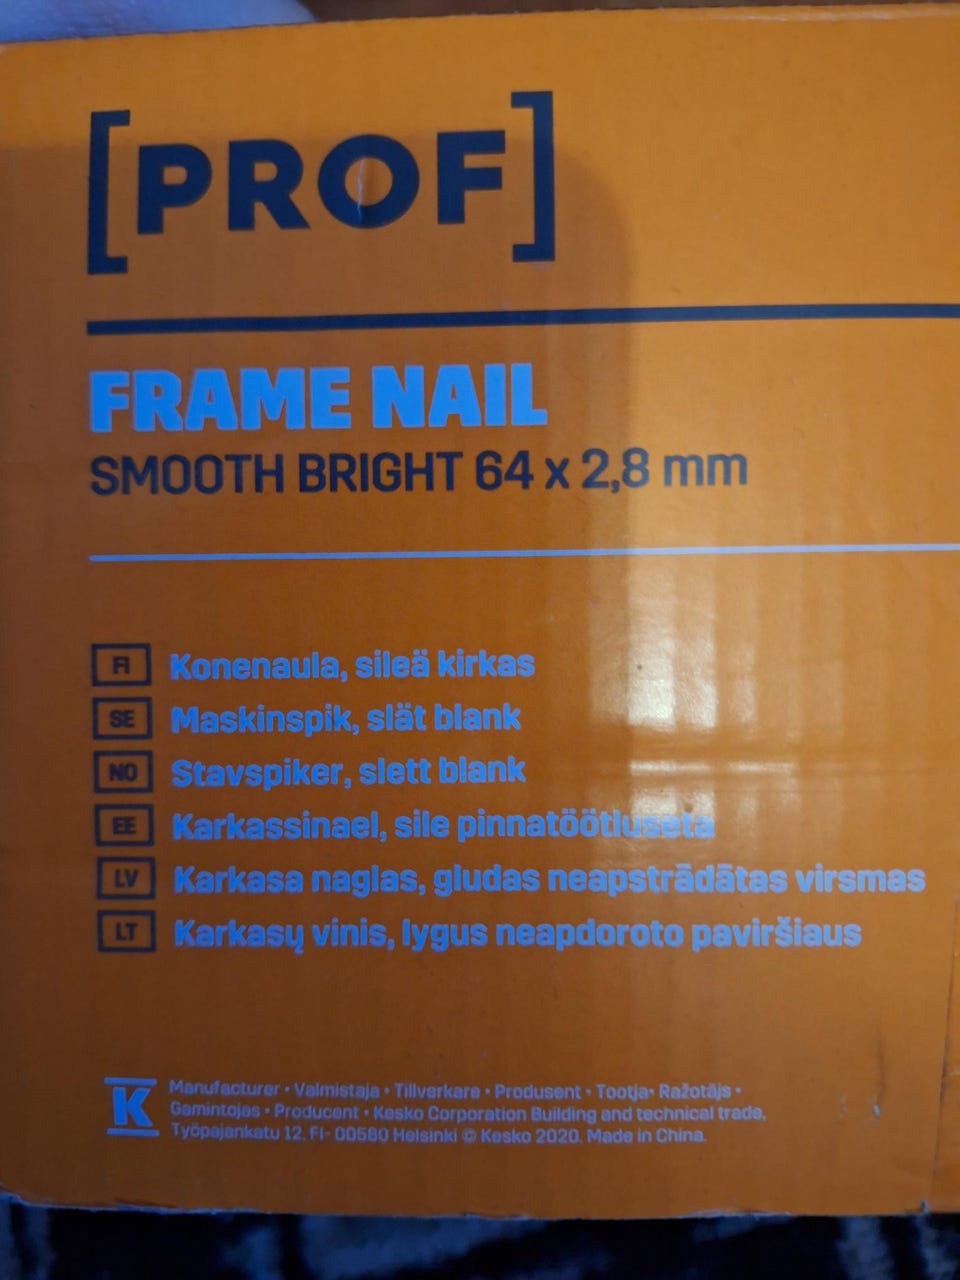 [PROF]
FRAME NAIL
SMOOTH BRIGHT 64 x 2,8 mm
FI Konenaula, sileä kirkas
SE Maskinspik, slät blank
NO Stavspiker, slett blank
EE Karkassinael, sile pinnatöötluseta
LV Karkasa naglas, gludas neapstrādātas virsmas
LT Karkasų vinis, lygus neapdoroto paviršiaus
K
Manufacturer • Valmistaja • Tillverkare • Produsent • Tootja• Ražotājs •
Gamintojas • Producent • Kesko Corporation Building and technical trade,
Työpajankatu 12, FI- 00580 Helsinki © Kesko 2020. Made in China.